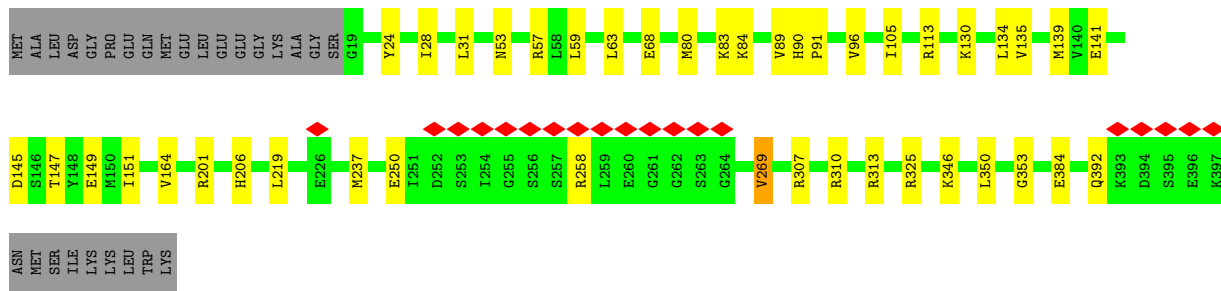 MET ALA LEU ASP GLY PRO GLU GLU GLN MET GLU LEU GLU GLU GLY LYS ALA GLY SER G19 Y24 I28 L31 N53 R57 L58 L59 L63 E68 M80 K83 K84 V89 H90 P91 V96 I105 R113 K130 L134 V135 M139 V140 E141
D145 S146 T147 Y148 E149 M150 I151 V164 R201 H206 L219 E226 M237 E250 I251 D252 S253 I254 G255 S256 S257 R258 L259 E260 G261 G262 S263 G264 V269 R307 R310 R313 R325 K346 L350 G353 E384 Q392 K393 D394 S395 E396 K397
ASN MET SER ILE LYS LYS LEU TRP LYS